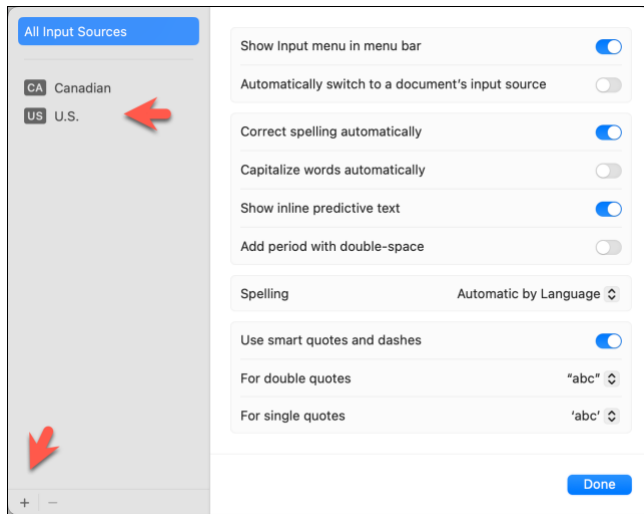 All Input Sources
CA Canadian
US U.S.
+ −
Show Input menu in menu bar
Automatically switch to a document's input source
Correct spelling automatically
Capitalize words automatically
Show inline predictive text
Add period with double-space
Spelling Automatic by Language
Use smart quotes and dashes
For double quotes “abc”
For single quotes ‘abc’
Done